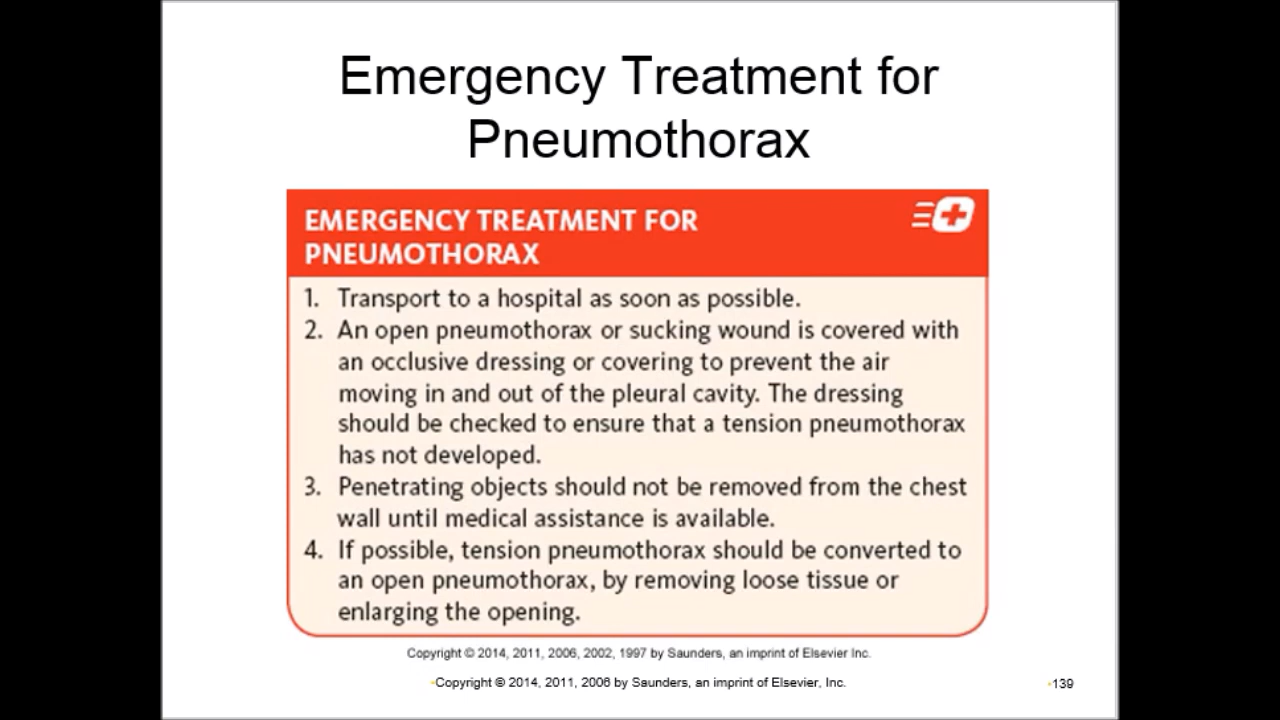 Emergency Treatment for
Pneumothorax
EMERGENCY TREATMENT FOR
PNEUMOTHORAX
1. Transport to a hospital as soon as possible.
2. An open pneumothorax or sucking wound is covered with
an occlusive dressing or covering to prevent the air
moving in and out of the pleural cavity. The dressing
should be checked to ensure that a tension pneumothorax
has not developed.
3. Penetrating objects should not be removed from the chest
wall until medical assistance is available.
4. If possible, tension pneumothorax should be converted to
an open pneumothorax, by removing loose tissue or
enlarging the opening.
Copyright © 2014, 2011, 2006, 2002, 1997 by Saunders, an imprint of Elsevier Inc.
•Copyright © 2014, 2011, 2006 by Saunders, an imprint of Elsevier, Inc.
•139